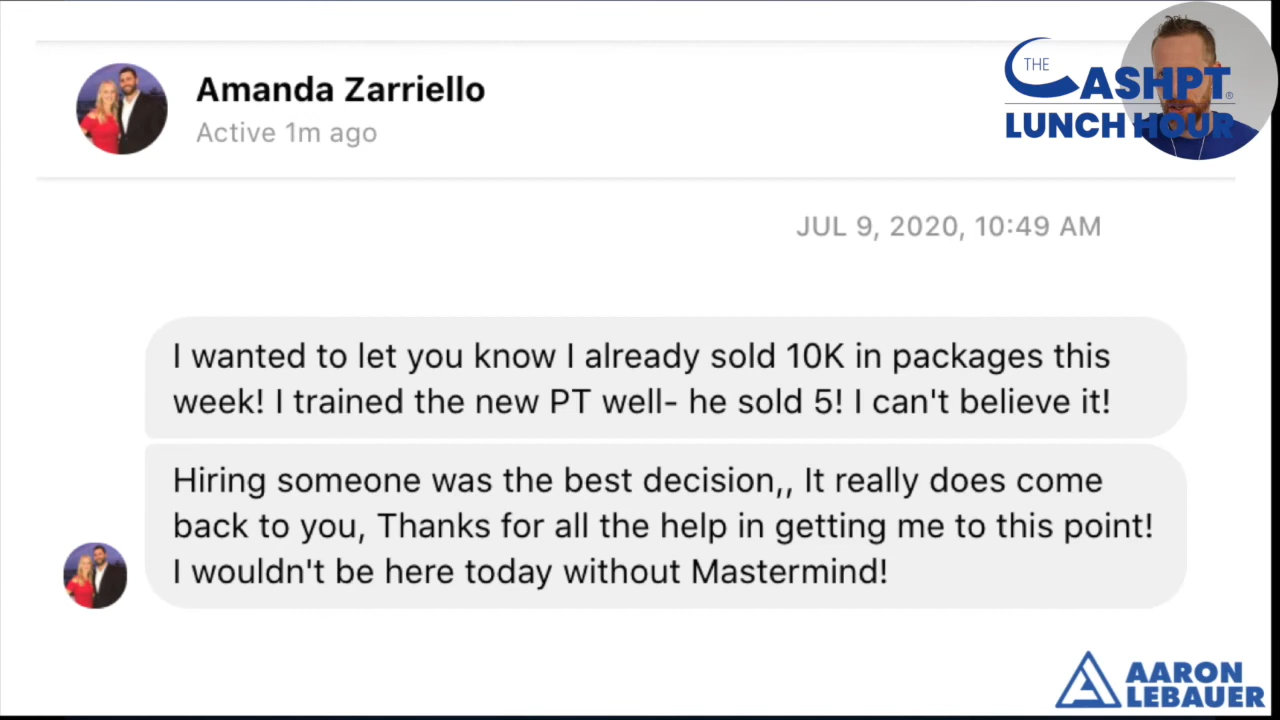 Amanda Zarriello
Active 1m ago
THE
CASHPT®
LUNCH HOUR
JUL 9, 2020, 10:49 AM
I wanted to let you know I already sold 10K in packages this
week! I trained the new PT well- he sold 5! I can't believe it!
Hiring someone was the best decision,, It really does come
back to you, Thanks for all the help in getting me to this point!
I wouldn't be here today without Mastermind!
AARON
LEBAUER